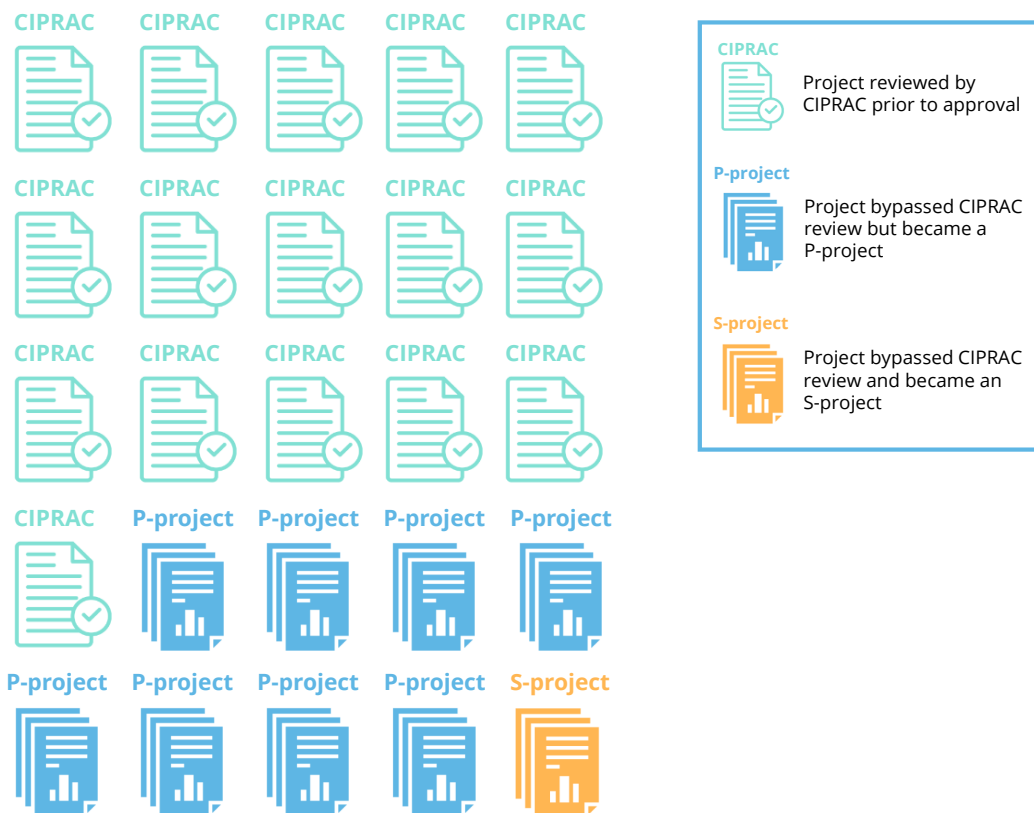 CIPRAC CIPRAC CIPRAC CIPRAC CIPRAC
CIPRAC CIPRAC CIPRAC CIPRAC CIPRAC
CIPRAC CIPRAC CIPRAC CIPRAC CIPRAC
CIPRAC P-project P-project P-project P-project
P-project P-project P-project P-project S-project
CIPRAC
Project reviewed by
CIPRAC prior to approval
P-project
Project bypassed CIPRAC
review but became a
P-project
S-project
Project bypassed CIPRAC
review and became an
S-project